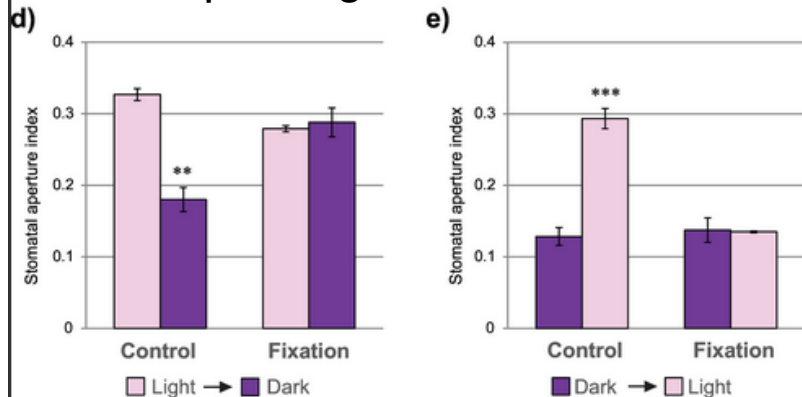 d)
Stomatal aperture index
0.4
0.3
0.2
0.1
0
**
Control Fixation
Light → Dark
e)
Stomatal aperture index
0.4
0.3
0.2
0.1
0
***
Control Fixation
Dark → Light